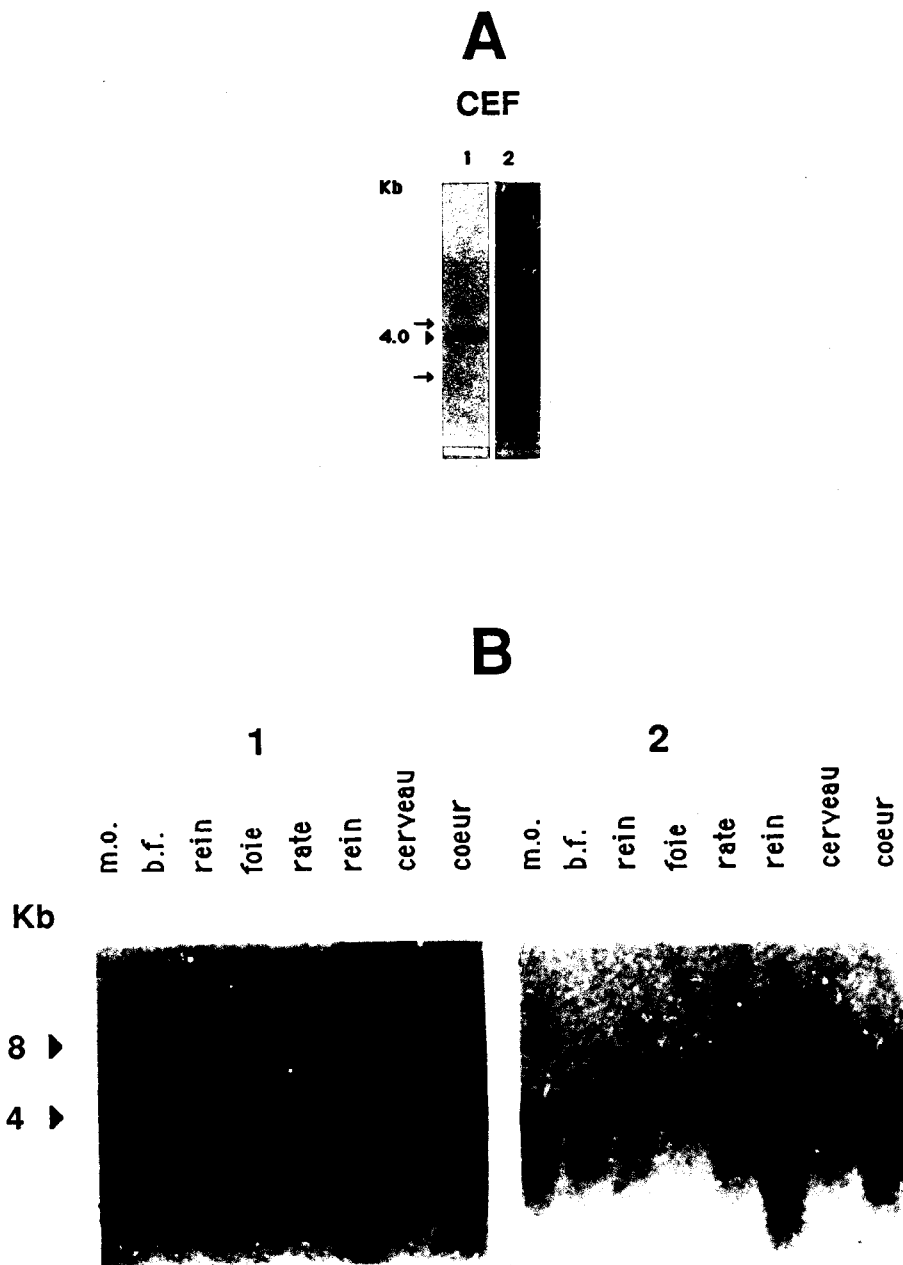 A
CEF
1 2
Kb
4.0
B
1 2
m.o. b.f. rein foie rate rein cerveau coeur m.o. b.f. rein foie rate rein cerveau coeur
Kb
8
4